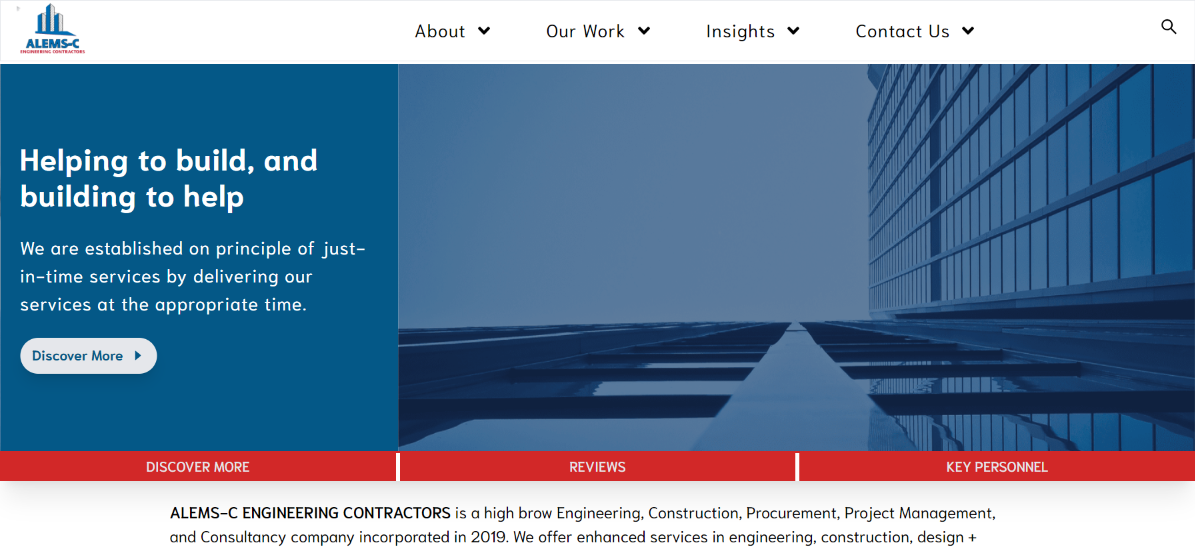 ALEMS-C
ENGINEERING CONTRACTORS
About
Our Work
Insights
Contact Us
Helping to build, and
building to help
We are established on principle of just-
in-time services by delivering our
services at the appropriate time.
Discover More
DISCOVER MORE
REVIEWS
KEY PERSONNEL
ALEMS-C ENGINEERING CONTRACTORS is a high brow Engineering, Construction, Procurement, Project Management,
and Consultancy company incorporated in 2019. We offer enhanced services in engineering, construction, design +